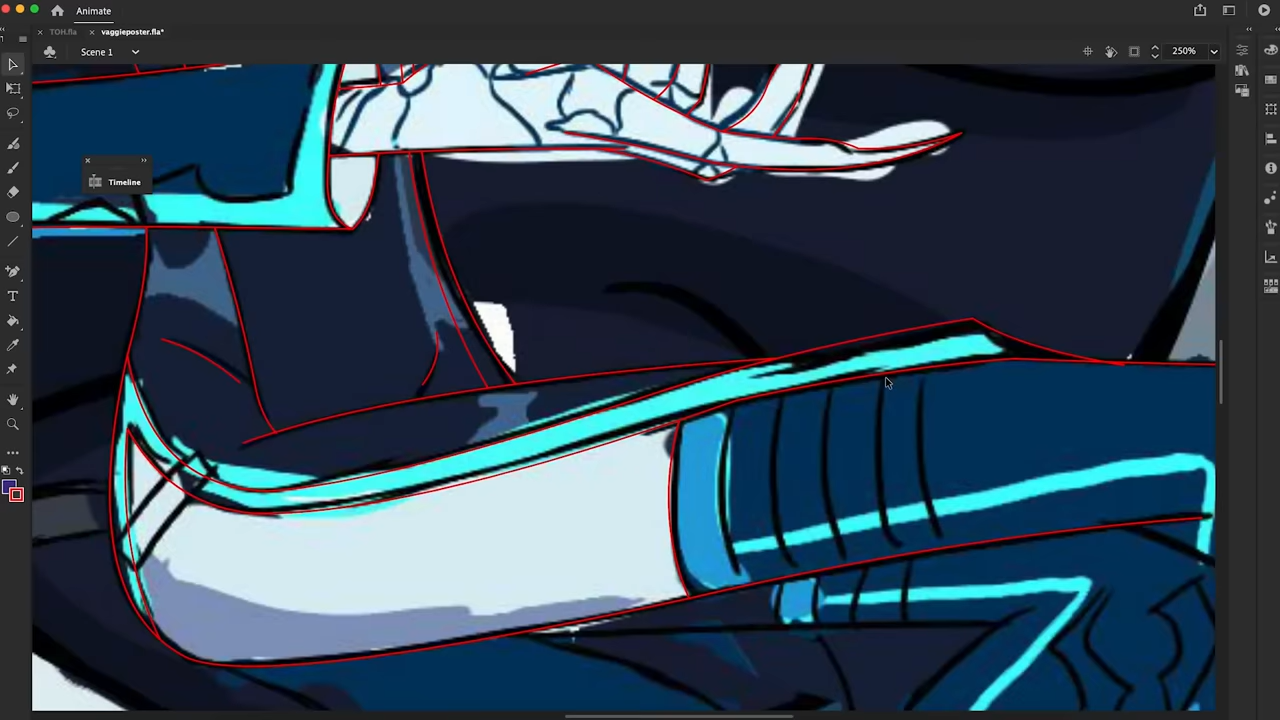 Animate
TOH.fla
vaggieposter.fla*
Scene 1
250%
Timeline